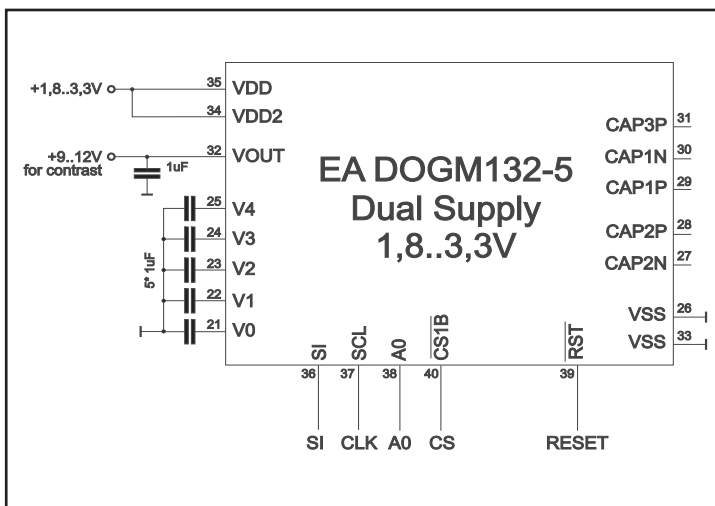 +1,8..3,3V
35
VDD
34
VDD2
+9..12V
for contrast
32
VOUT
1uF
25
V4
24
V3
23
V2
22
V1
21
V0
5* 1uF
EA DOGM132-5
Dual Supply
1,8..3,3V
CAP3P
31
CAP1N
30
CAP1P
29
CAP2P
28
CAP2N
27
VSS
26
VSS
33
SI
SCL
A0
CS1B
RST
36
37
38
40
39
SI
CLK
A0
CS
RESET